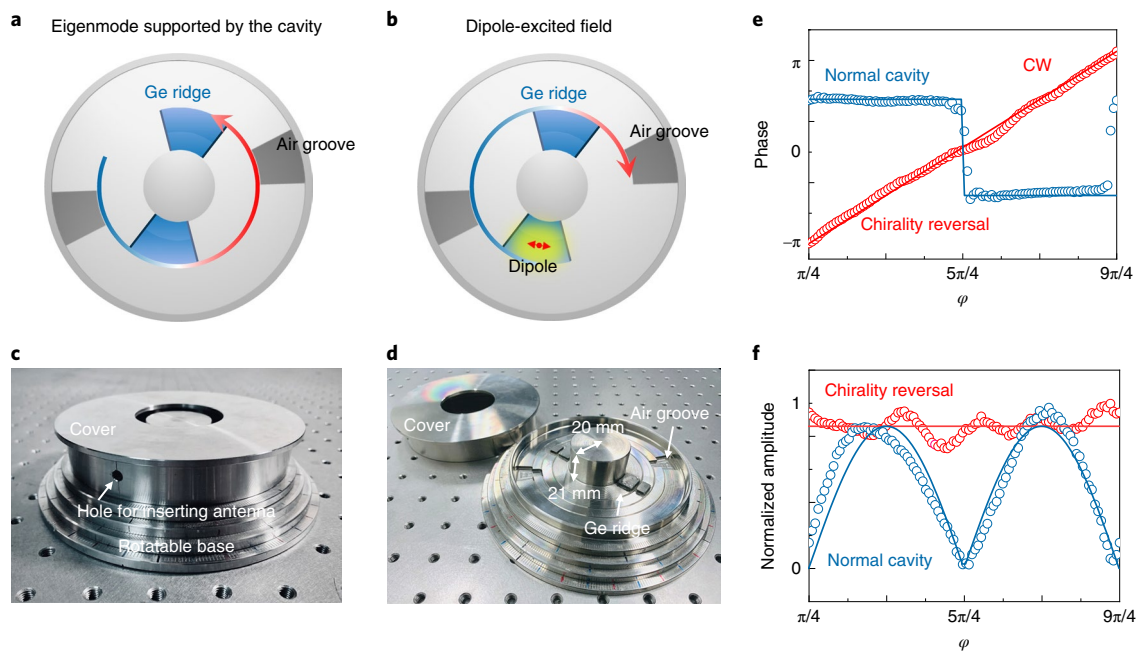 a
Eigenmode supported by the cavity
Ge ridge
Air groove
b
Dipole-excited field
Ge ridge
Air groove
Dipole
e
π
0
−π
Phase
Normal cavity
CW
Chirality reversal
π/4
5π/4
9π/4
φ
c
Cover
Hole for inserting antenna
Rotatable base
d
Cover
Air groove
20 mm
21 mm
Ge ridge
f
1
0
Normalized amplitude
Chirality reversal
Normal cavity
π/4
5π/4
9π/4
φ